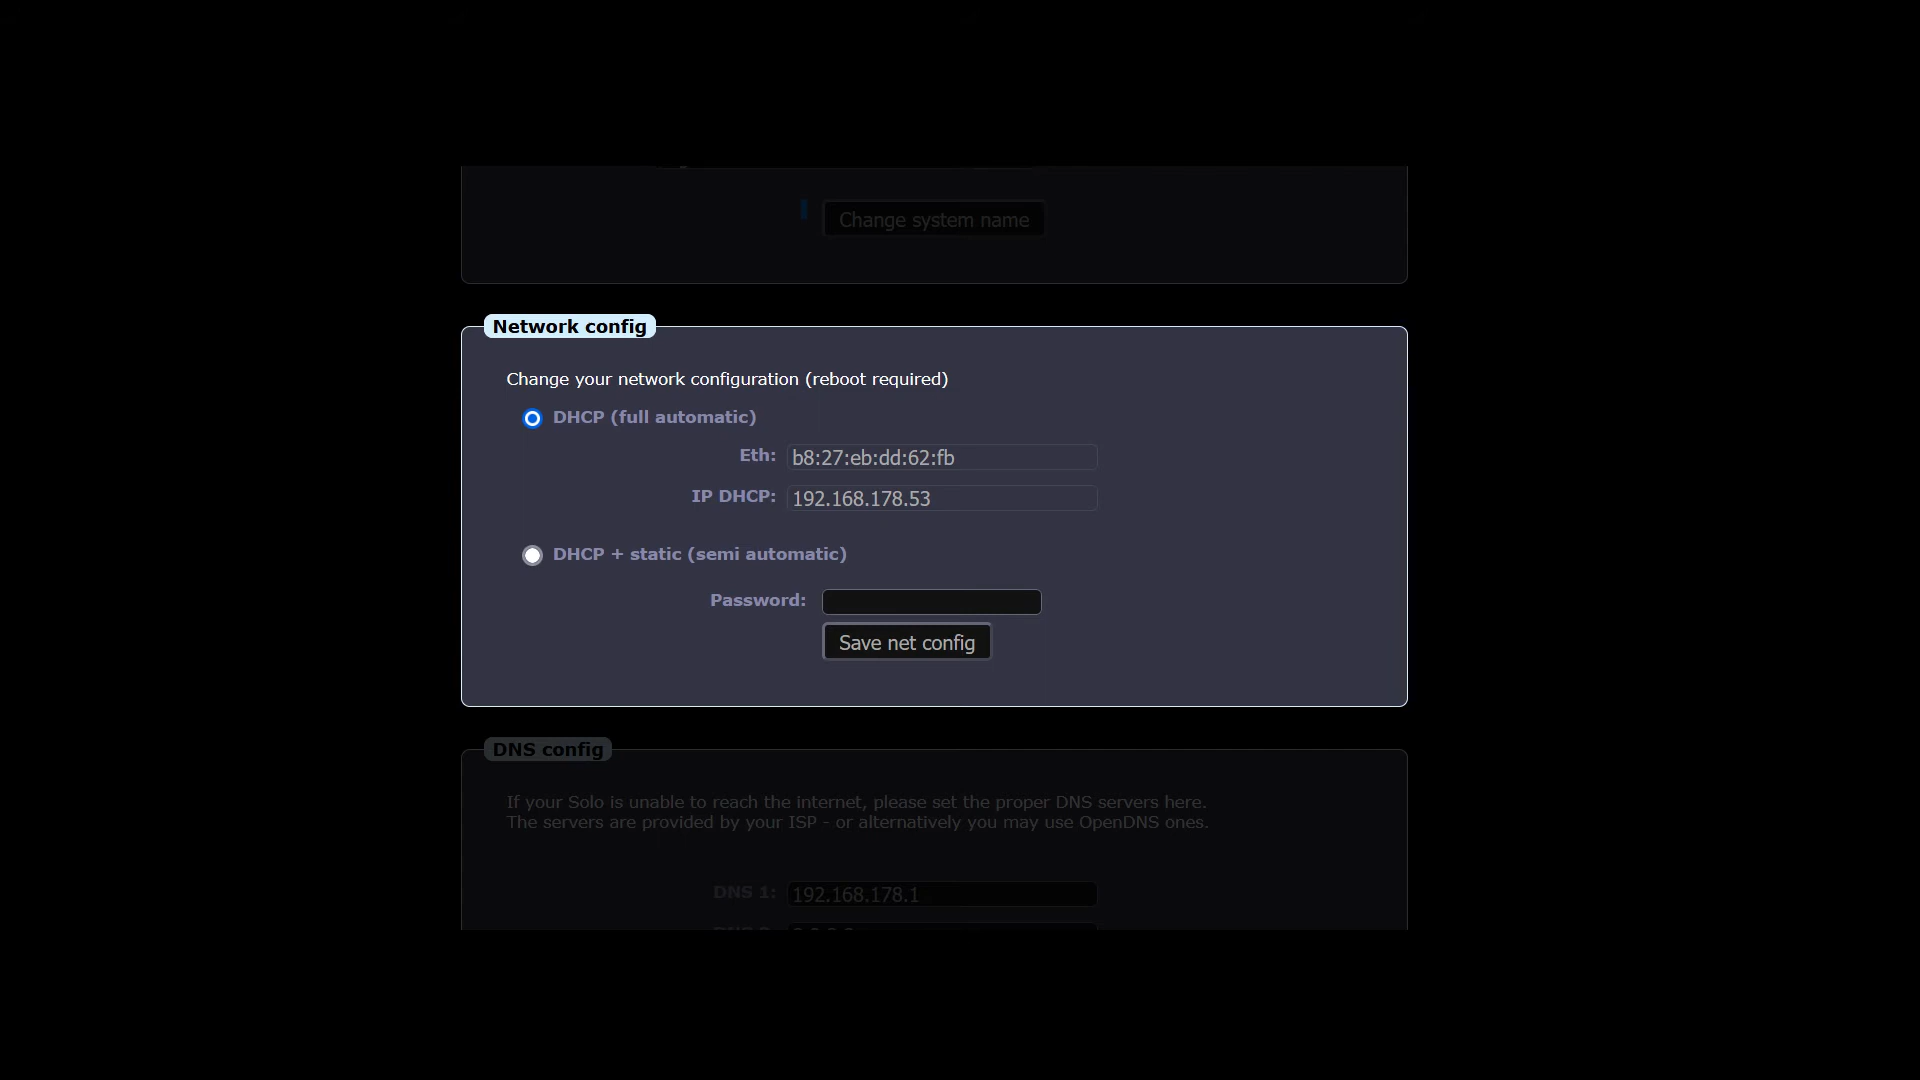 Change system name
Network config
Change your network configuration (reboot required)
DHCP (full automatic)
Eth: b8:27:eb:dd:62:fb
IP DHCP: 192.168.178.53
DHCP + static (semi automatic)
Password:
Save net config
DNS config
If your Solo is unable to reach the internet, please set the proper DNS servers here.
The servers are provided by your ISP - or alternatively you may use OpenDNS ones.
DNS 1: 192.168.178.1